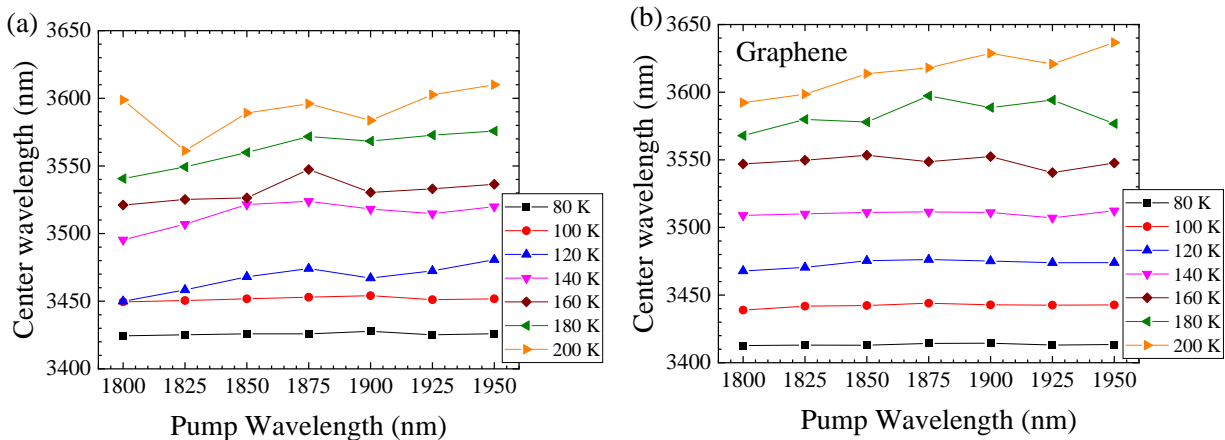 (a)
Center wavelength (nm)
3650
3600
3550
3500
3450
3400
1800 1825 1850 1875 1900 1925 1950
Pump Wavelength (nm)
80 K
100 K
120 K
140 K
160 K
180 K
200 K
(b)
Graphene
Center wavelength (nm)
3650
3600
3550
3500
3450
3400
1800 1825 1850 1875 1900 1925 1950
Pump Wavelength (nm)
80 K
100 K
120 K
140 K
160 K
180 K
200 K